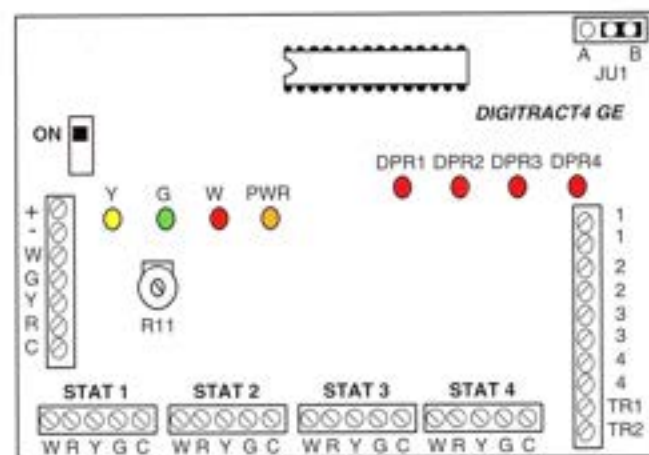 A B
JU1
DIGITRACT4 GE
ON
DPR1 DPR2 DPR3 DPR4
Y G W PWR
+
-
W
G
Y
R
C
R11
1
1
2
2
3
3
4
4
TR1
TR2
STAT 1 STAT 2 STAT 3 STAT 4
W R Y G C W R Y G C W R Y G C W R Y G C